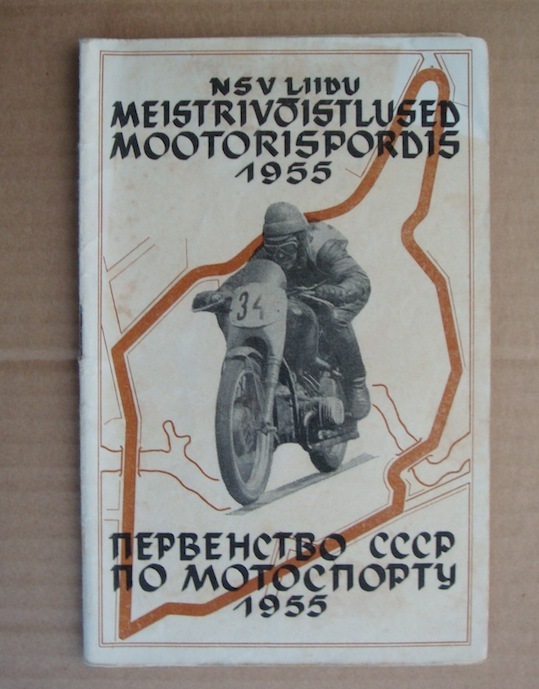 NSV LIIDU
MEISTRIVÕISTLUSED
MOOTORISPORDIS
1955
34
ПЕРВЕНСТВО СССР
ПО МОТОСПОРТУ
1955